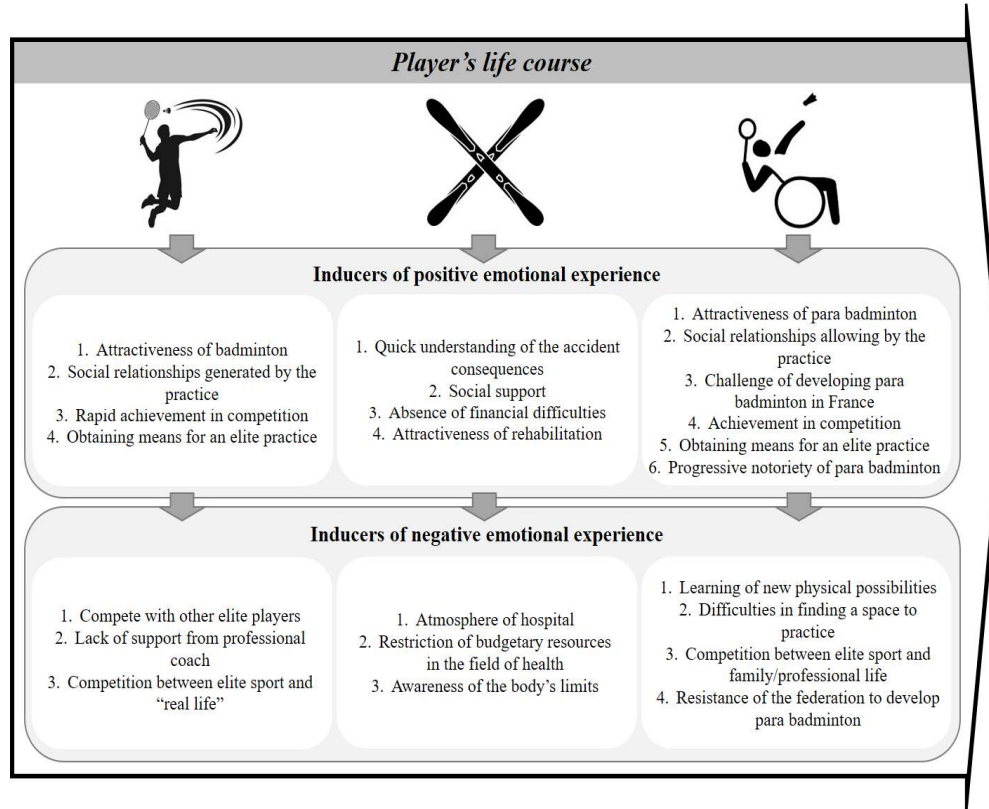 Player's life course
Inducers of positive emotional experience
1. Attractiveness of badminton
2. Social relationships generated by the
practice
3. Rapid achievement in competition
4. Obtaining means for an elite practice
1. Quick understanding of the accident
consequences
2. Social support
3. Absence of financial difficulties
4. Attractiveness of rehabilitation
1. Attractiveness of para badminton
2. Social relationships allowing by the
practice
3. Challenge of developing para
badminton in France
4. Achievement in competition
5. Obtaining means for an elite practice
6. Progressive notoriety of para badminton
Inducers of negative emotional experience
1. Compete with other elite players
2. Lack of support from professional
coach
3. Competition between elite sport and
“real life”
1. Atmosphere of hospital
2. Restriction of budgetary resources
in the field of health
3. Awareness of the body’s limits
1. Learning of new physical possibilities
2. Difficulties in finding a space to
practice
3. Competition between elite sport and
family/professional life
4. Resistance of the federation to develop
para badminton